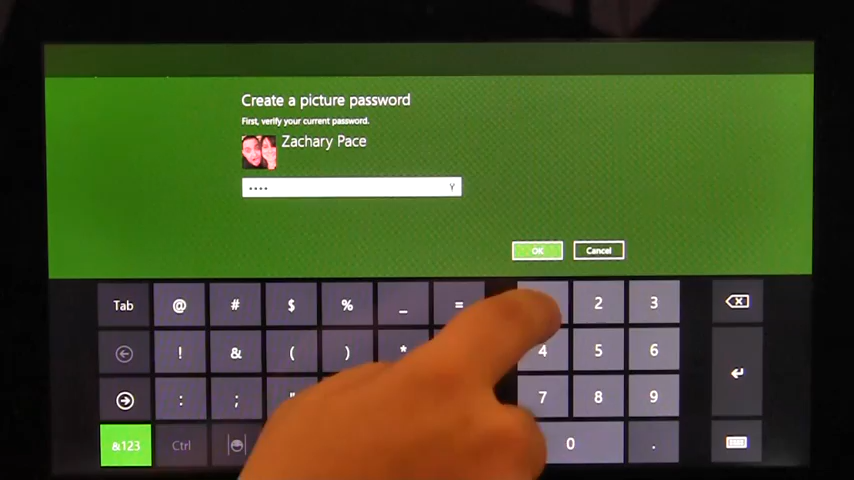 Create a picture password
First, verify your current password.
Zachary Pace
••••
OK Cancel
Tab @ # $ % _ = 2 3
! & ( ) * 4 5 6
: ; " 7 8 9
&123 Ctrl 0 .